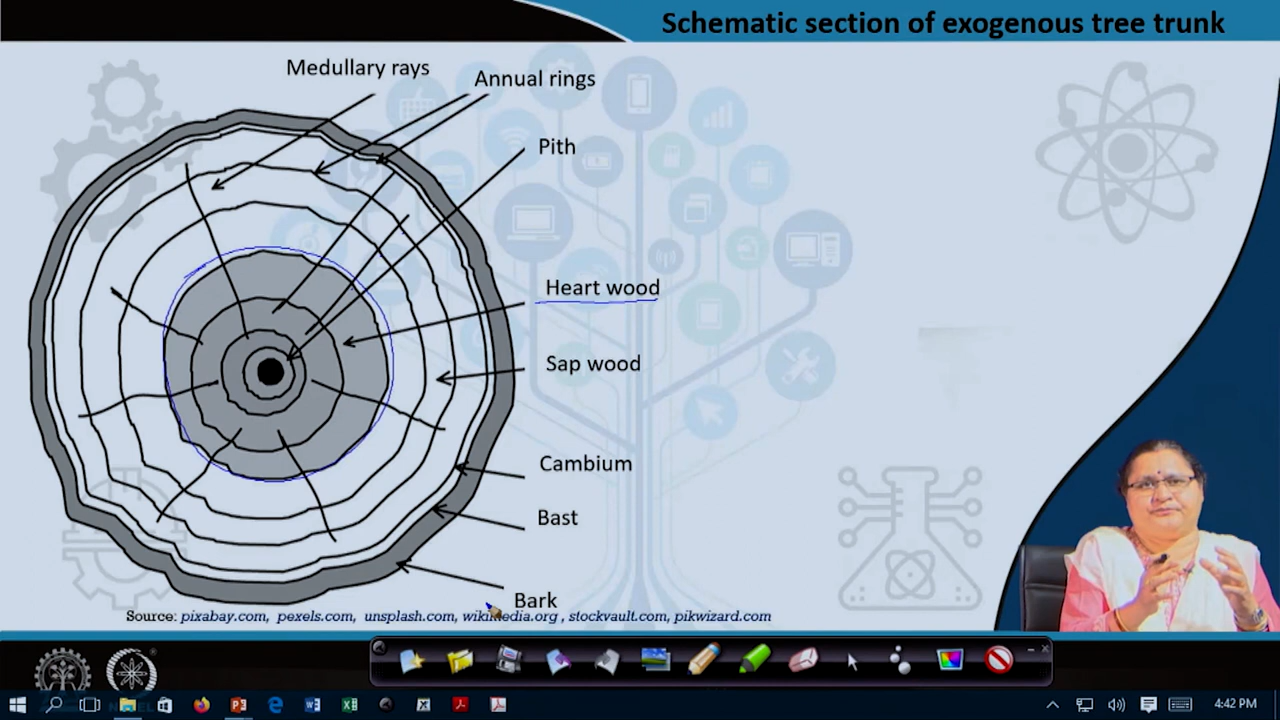 Schematic section of exogenous tree trunk
Medullary rays
Annual rings
Pith
Heart wood
Sap wood
Cambium
Bast
Bark
Source: pixabay.com, pexels.com, unsplash.com, wikimedia.org , stockvault.com, pikwizard.com
4:42 PM